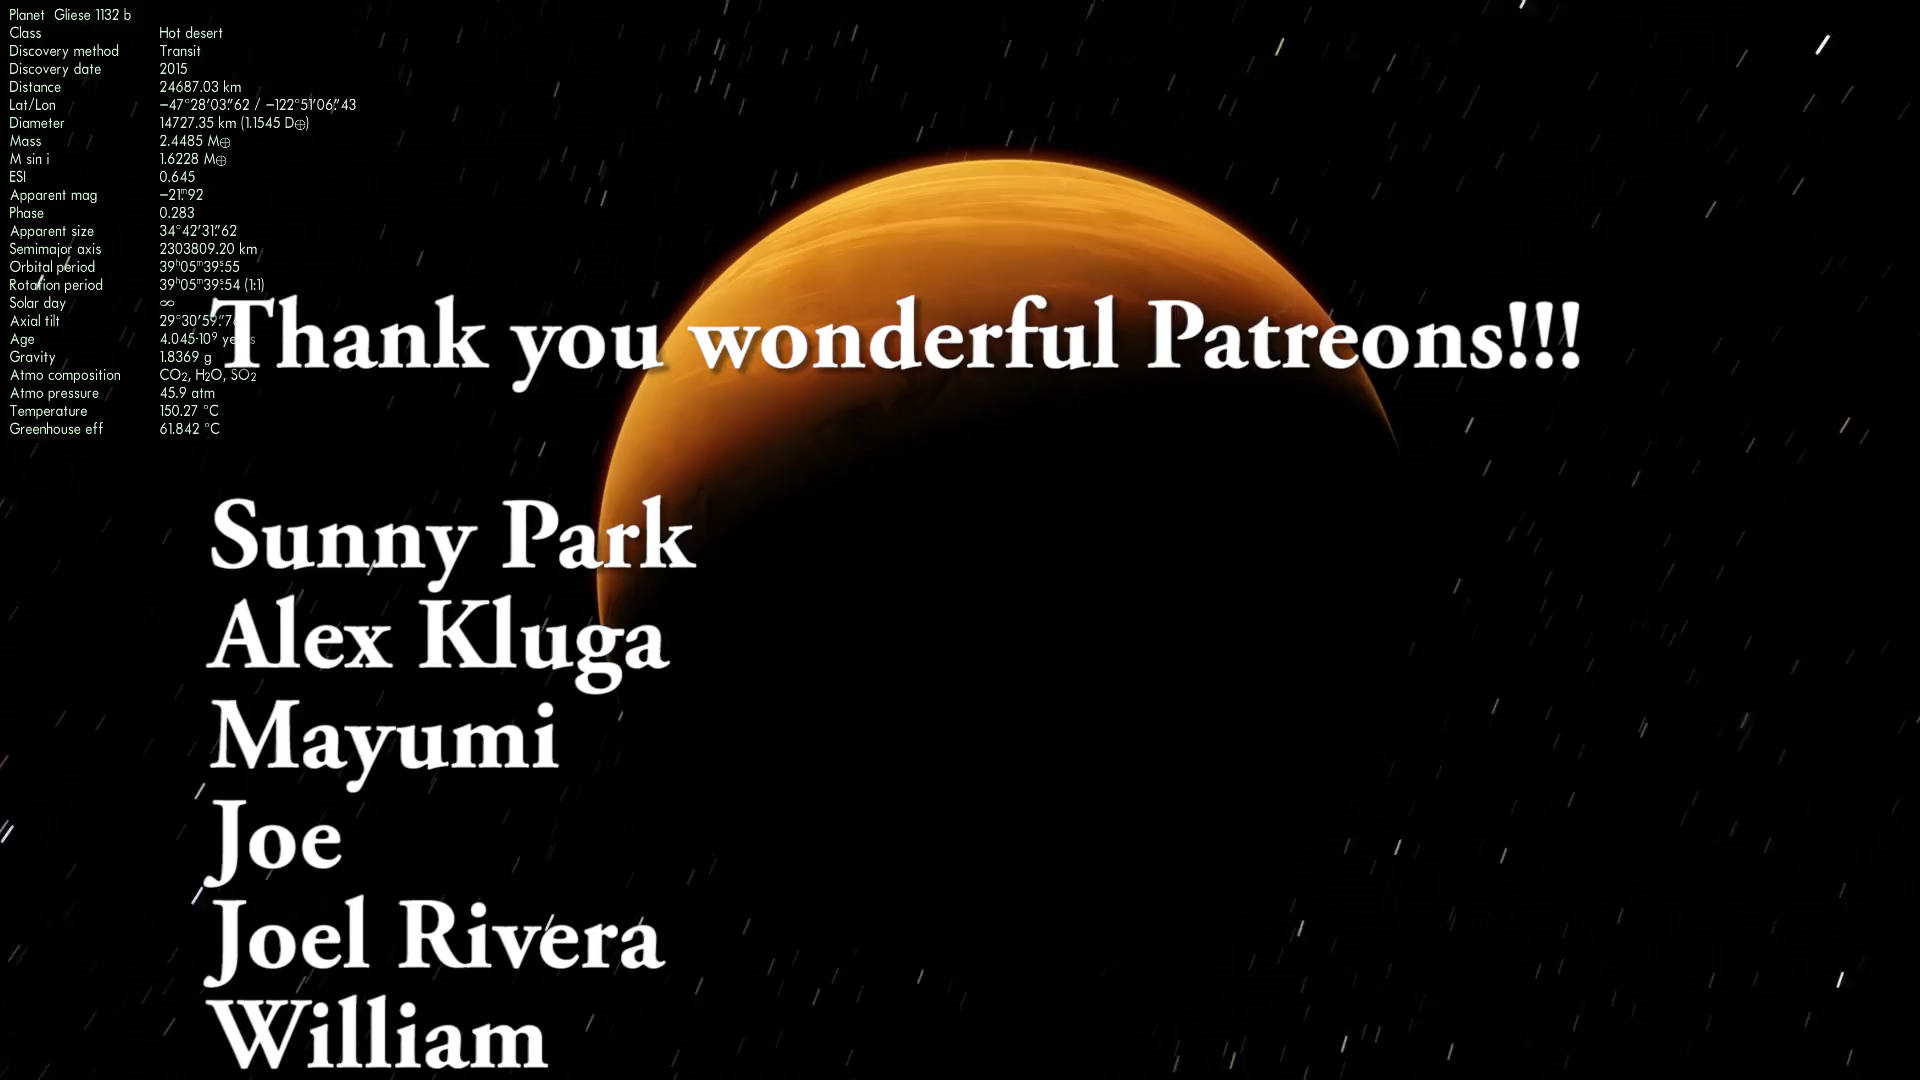 Planet Gliese 1132 b
Class Hot desert
Discovery method Transit
Discovery date 2015
Distance 24687.03 km
Lat/Lon −47°28′03.″62 / −122°51′06.″43
Diameter 14727.35 km (1.1545 D⊕)
Mass 2.4485 M⊕
M sin i 1.6228 M⊕
ESI 0.645
Apparent mag −21.ᵐ92
Phase 0.283
Apparent size 34°42′31.″62
Semimajor axis 2303809.20 km
Orbital period 39ʰ05ᵐ39.ˢ55
Rotation period 39ʰ05ᵐ39.ˢ54 (1:1)
Solar day ∞
Axial tilt
Age 4.045·10⁹ years
Gravity 1.8369 g
Atmo composition CO₂, H₂O, SO₂
Atmo pressure 45.9 atm
Temperature 150.27 °C
Greenhouse eff 61.842 °C
Thank you wonderful Patreons!!!
Sunny Park
Alex Kluga
Mayumi
Joe
Joel Rivera
William